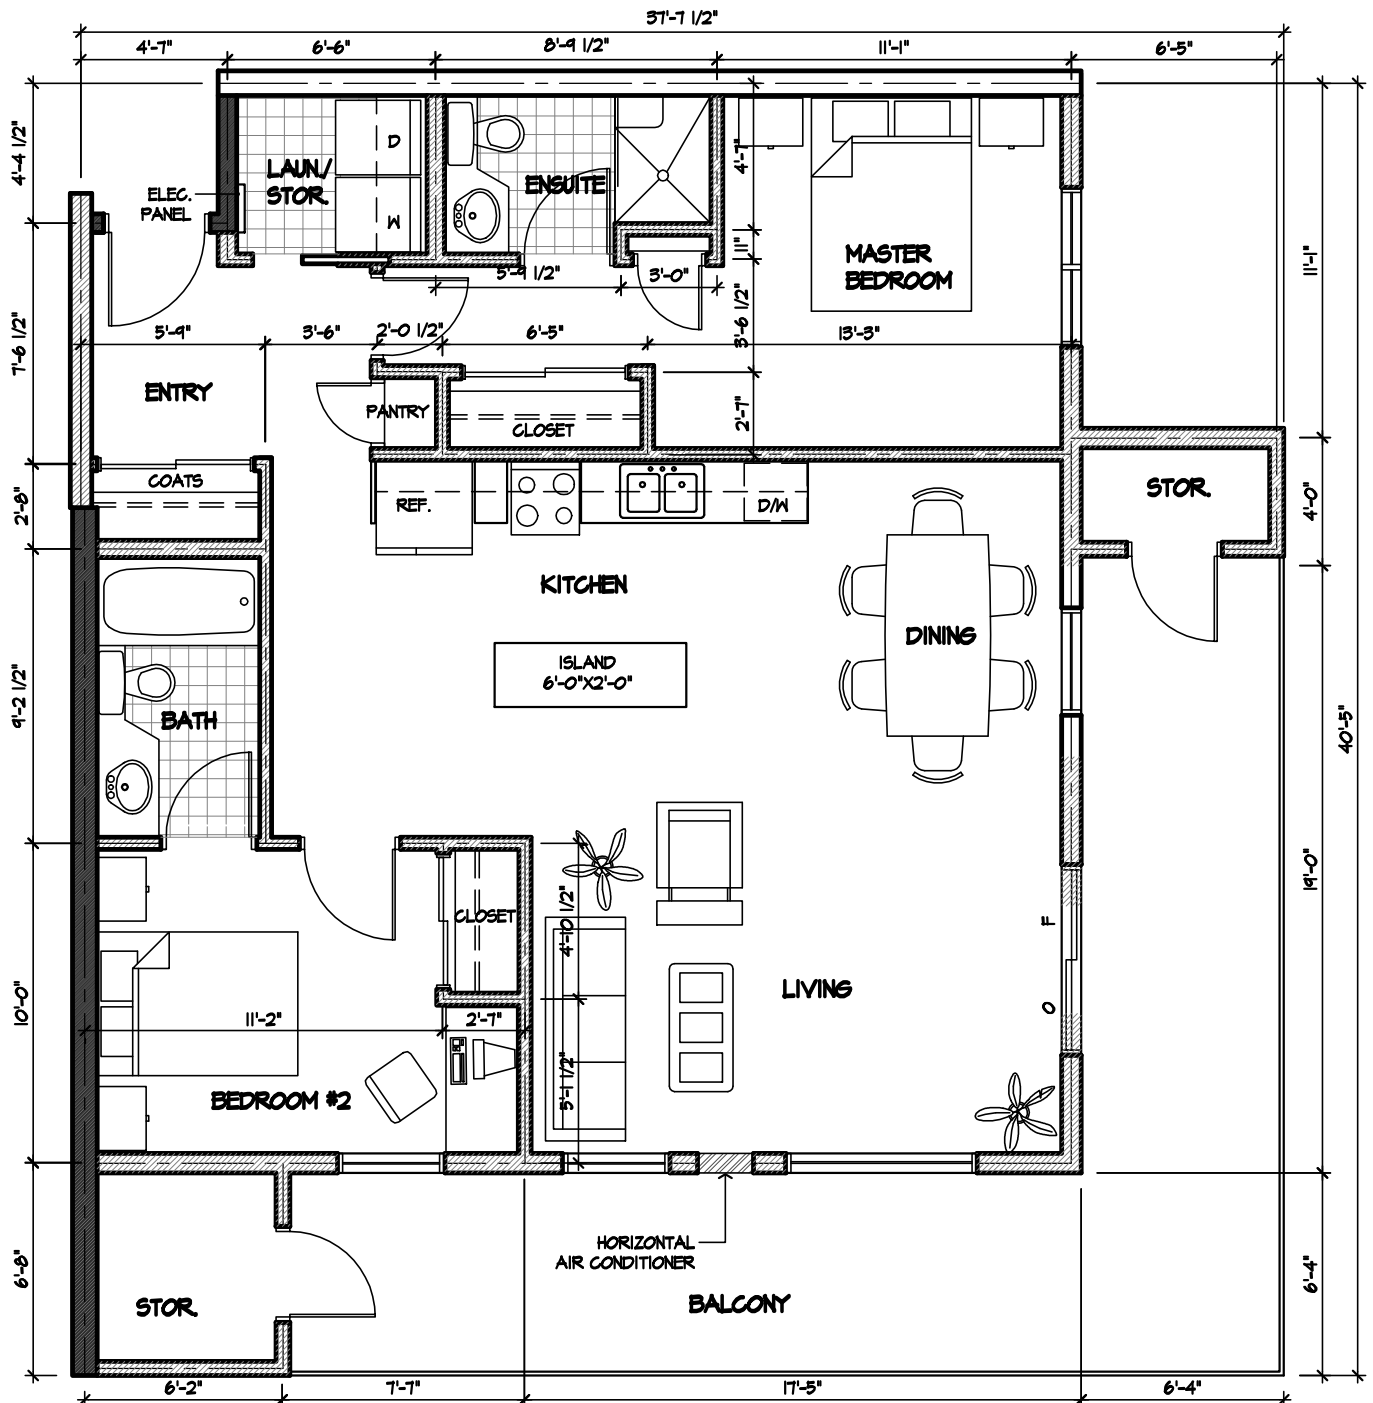 37'-7 1/2"
4'-7"
6'-6"
8'-9 1/2"
11'-1"
6'-5"
4'-4 1/2"
LAUN./
STOR.
D
W
ENSUITE
4'-7"
ELEC.
PANEL
MASTER
BEDROOM
11"
11'-1"
5'-9 1/2"
3'-0"
7'-6 1/2"
5'-9"
3'-6"
2'-0 1/2"
6'-5"
3'-6 1/2"
13'-3"
ENTRY
PANTRY
CLOSET
2'-7"
COATS
2'-8"
REF.
D/W
STOR.
4'-0"
KITCHEN
DINING
ISLAND
6'-0"X2'-0"
9'-2 1/2"
BATH
40'-5"
19'-0"
CLOSET
4'-10 1/2"
F
O
LIVING
10'-0"
11'-2"
2'-7"
5'-1 1/2"
BEDROOM #2
HORIZONTAL
AIR CONDITIONER
6'-8"
6'-4"
STOR.
BALCONY
6'-2"
7'-7"
17'-5"
6'-4"